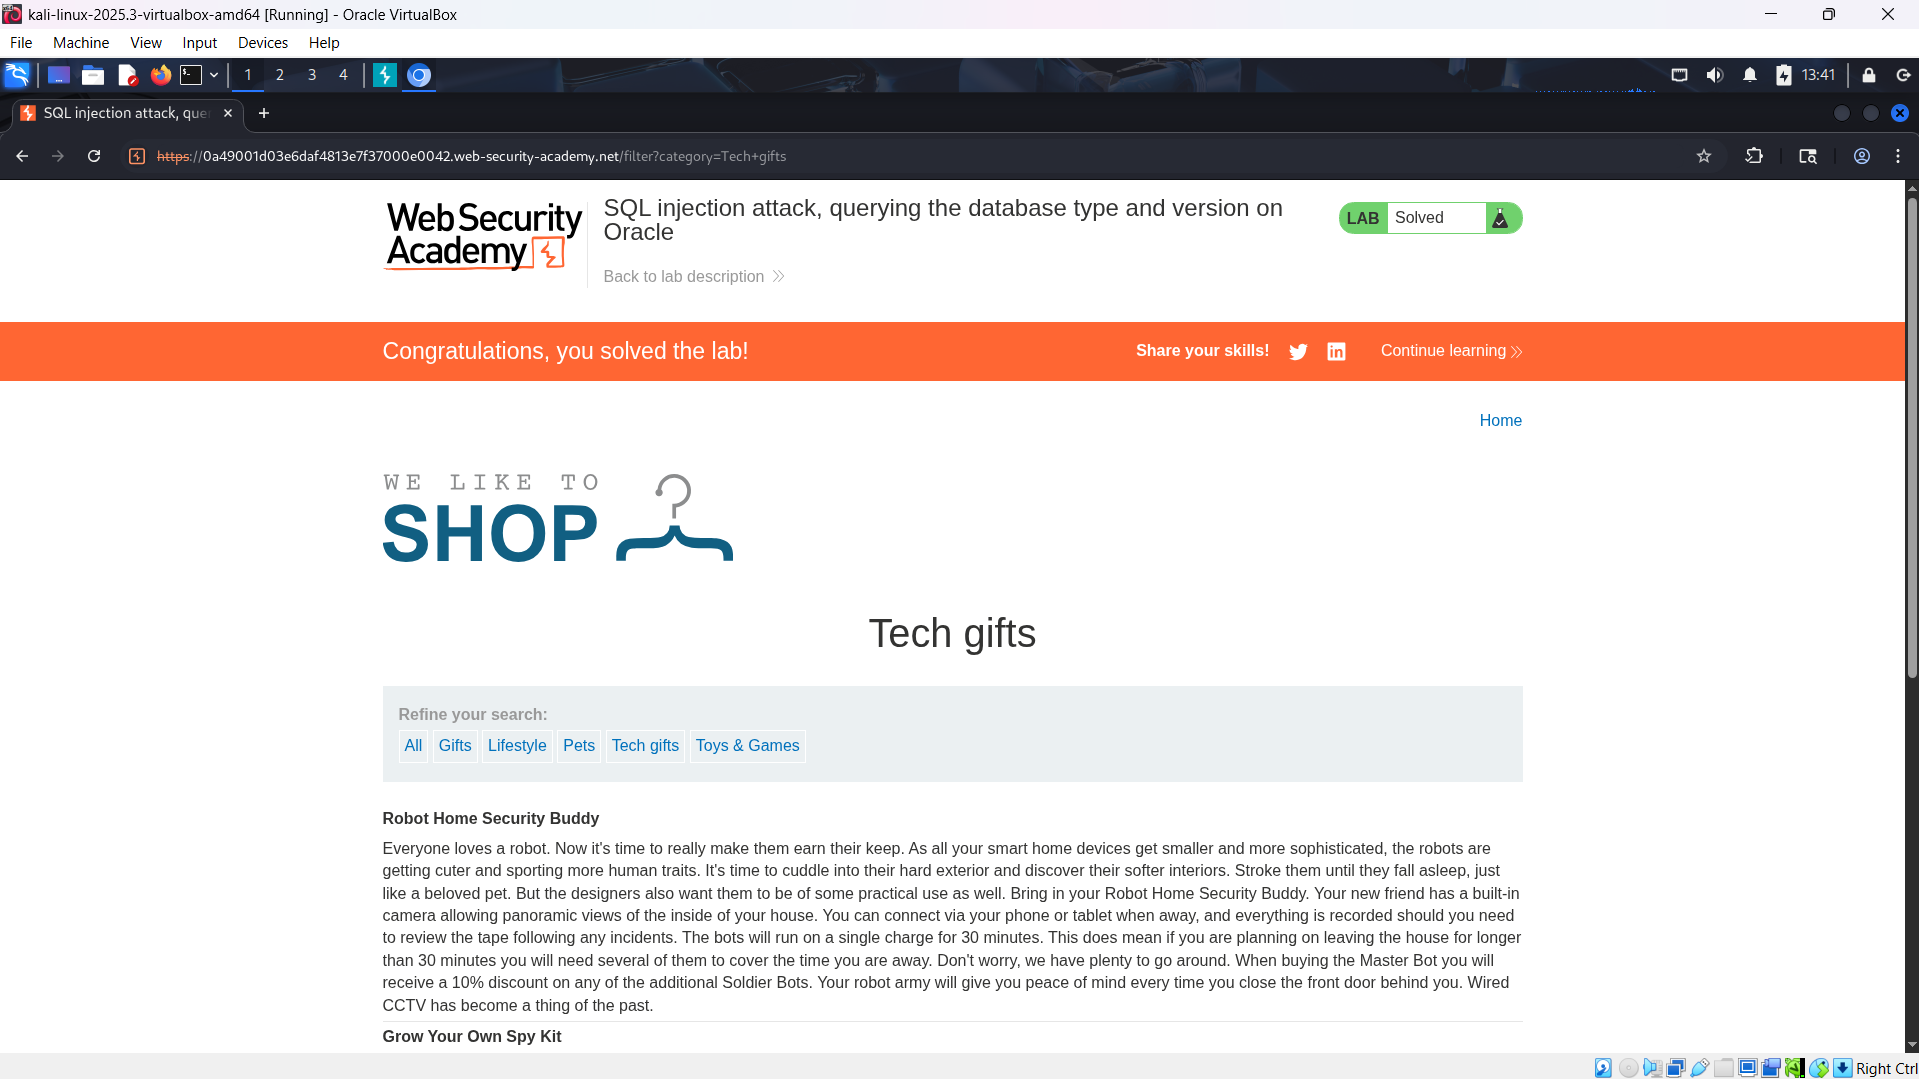 kali-linux-2025.3-virtualbox-amd64 [Running] - Oracle VirtualBox
File Machine View Input Devices Help
1 2 3 4 13:41
SQL injection attack, que
https://0a49001d03e6daf4813e7f37000e0042.web-security-academy.net/filter?category=Tech+gifts
WebSecurity
Academy
SQL injection attack, querying the database type and version on
Oracle
LAB Solved
Back to lab description
Congratulations, you solved the lab!
Share your skills!
Continue learning
Home
WE LIKE TO
SHOP
Tech gifts
Refine your search:
All Gifts Lifestyle Pets Tech gifts Toys & Games
Robot Home Security Buddy
Everyone loves a robot. Now it's time to really make them earn their keep. As all your smart home devices get smaller and more sophisticated, the robots are
getting cuter and sporting more human traits. It's time to cuddle into their hard exterior and discover their softer interiors. Stroke them until they fall asleep, just
like a beloved pet. But the designers also want them to be of some practical use as well. Bring in your Robot Home Security Buddy. Your new friend has a built-in
camera allowing panoramic views of the inside of your house. You can connect via your phone or tablet when away, and everything is recorded should you need
to review the tape following any incidents. The bots will run on a single charge for 30 minutes. This does mean if you are planning on leaving the house for longer
than 30 minutes you will need several of them to cover the time you are away. Don't worry, we have plenty to go around. When buying the Master Bot you will
receive a 10% discount on any of the additional Soldier Bots. Your robot army will give you peace of mind every time you close the front door behind you. Wired
CCTV has become a thing of the past.
Grow Your Own Spy Kit
Right Ctrl